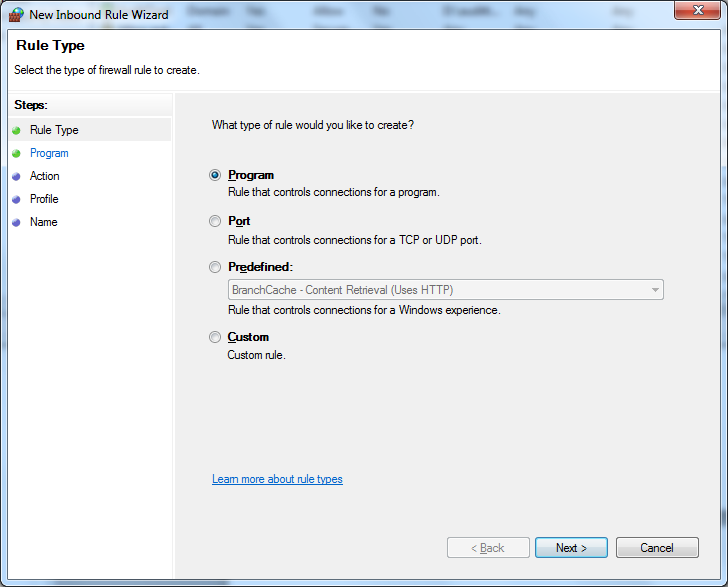 New Inbound Rule Wizard
Rule Type
Select the type of firewall rule to create.
Steps:
Rule Type
Program
Action
Profile
Name
What type of rule would you like to create?
Program
Rule that controls connections for a program.
Port
Rule that controls connections for a TCP or UDP port.
Predefined:
BranchCache - Content Retrieval (Uses HTTP)
Rule that controls connections for a Windows experience.
Custom
Custom rule.
Learn more about rule types
< Back Next > Cancel